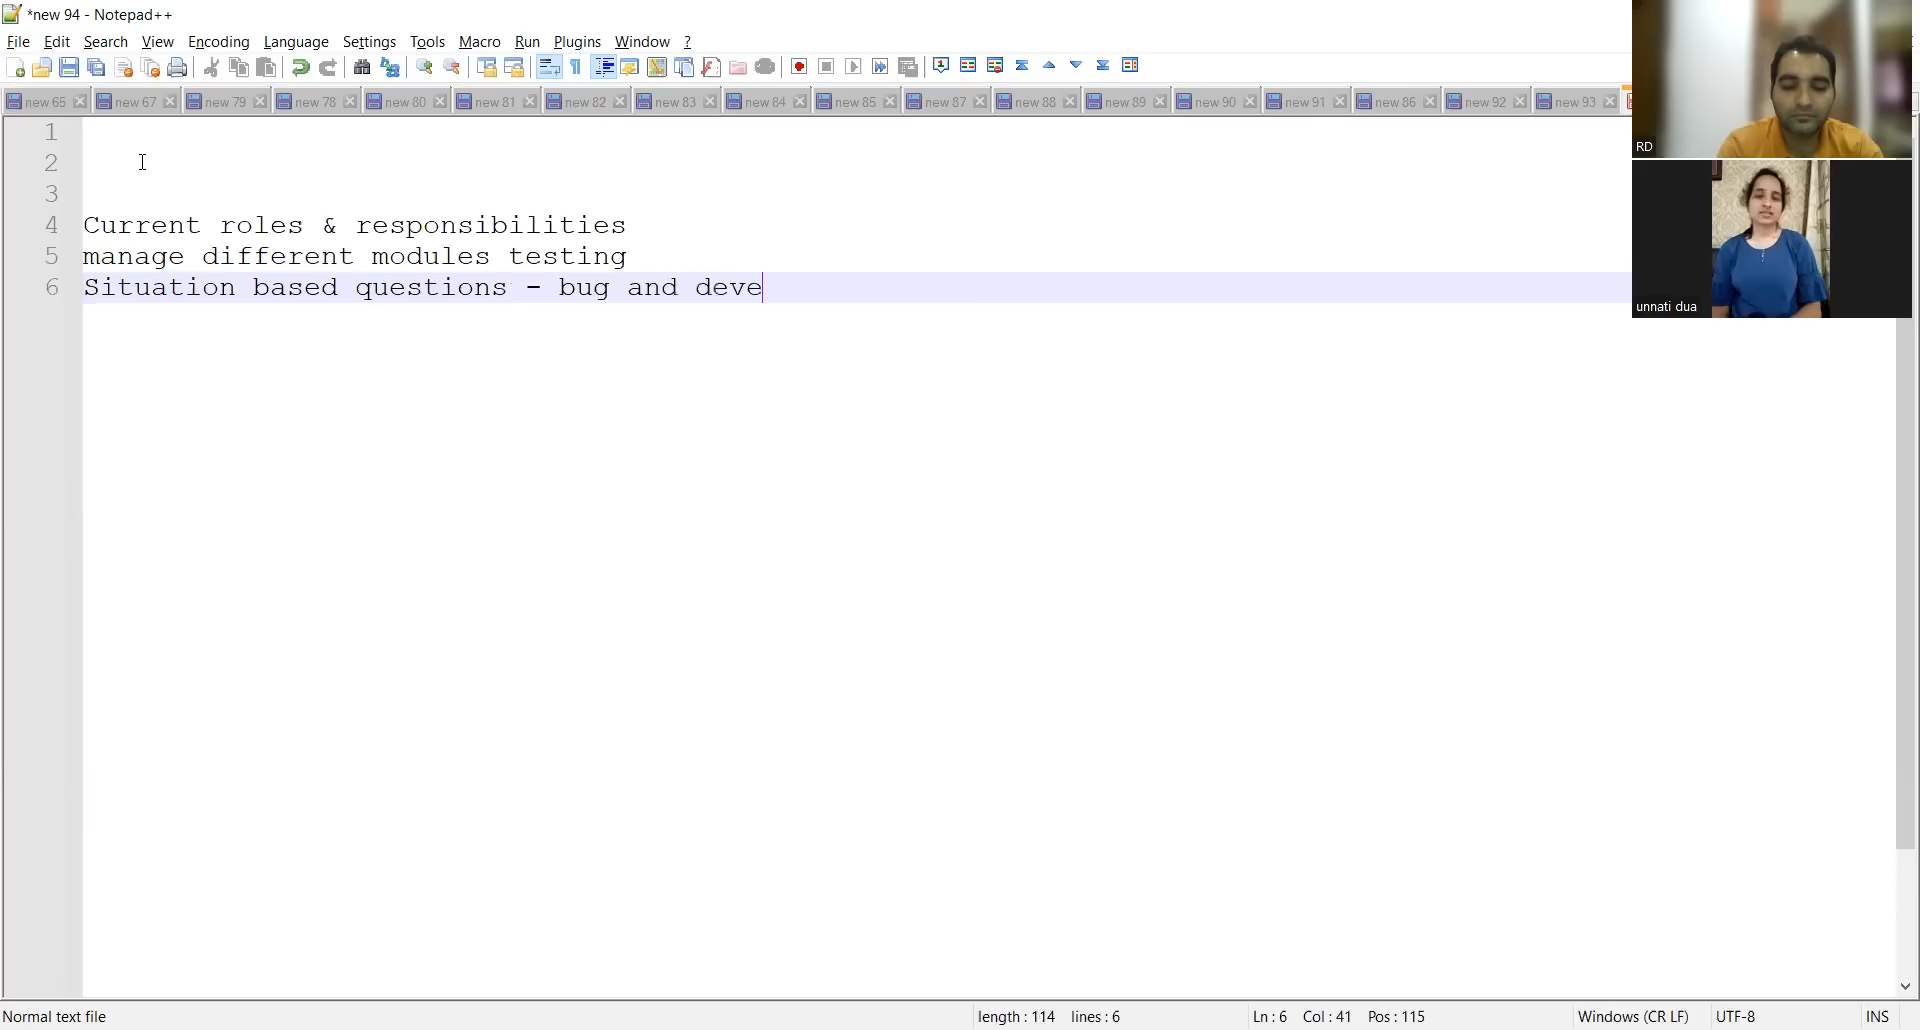 *new 94 - Notepad++
File Edit Search View Encoding Language Settings Tools Macro Run Plugins Window ?
new 65 new 67 new 79 new 78 new 80 new 81 new 82 new 83 new 84 new 85 new 87 new 88 new 89 new 90 new 91 new 86 new 92 new 93
1
2
3
4 Current roles & responsibilities
5 manage different modules testing
6 Situation based questions - bug and deve
RD
unnati dua
Normal text file length : 114 lines : 6 Ln : 6 Col : 41 Pos : 115 Windows (CR LF) UTF-8 INS